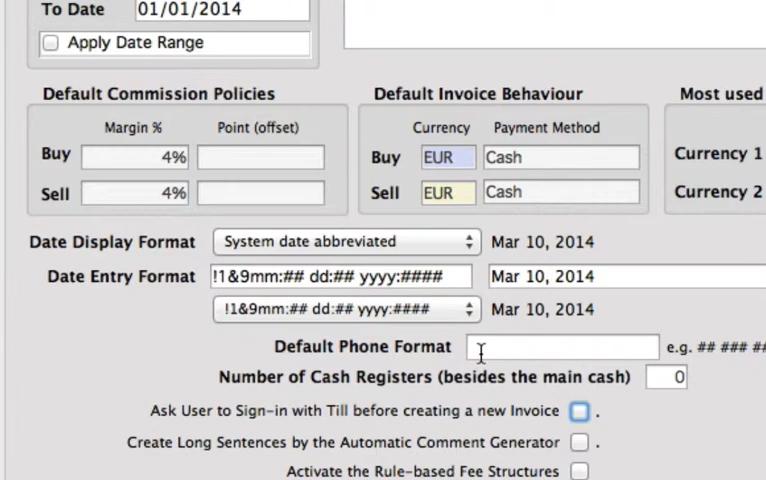 To Date 01/01/2014
Apply Date Range
Default Commission Policies Default Invoice Behaviour Most used
Margin % Point (offset) Currency Payment Method
Buy 4% Buy EUR Cash Currency 1
Sell 4% Sell EUR Cash Currency 2
Date Display Format System date abbreviated Mar 10, 2014
Date Entry Format !1&9mm:## dd:## yyyy:#### Mar 10, 2014
!1&9mm:## dd:## yyyy:#### Mar 10, 2014
Default Phone Format e.g. ## ### ##
Number of Cash Registers (besides the main cash) 0
Ask User to Sign-in with Till before creating a new Invoice .
Create Long Sentences by the Automatic Comment Generator .
Activate the Rule-based Fee Structures